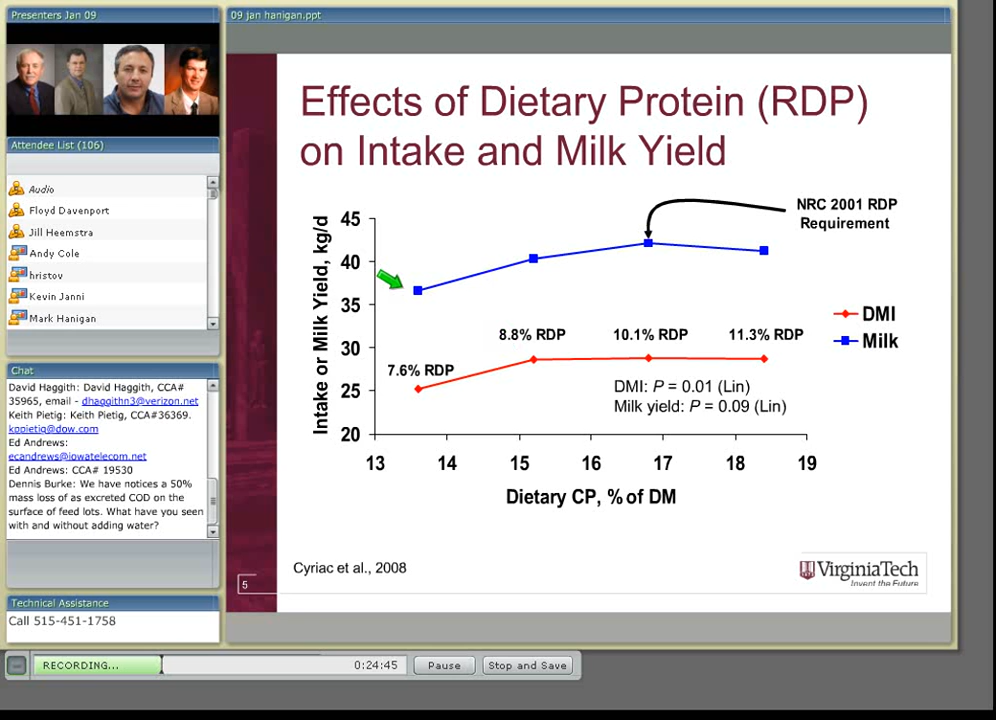 Presenters Jan 09
09 jan hanigan.ppt
Attendee List (106)
Audio
Floyd Davenport
Jill Heemstra
Andy Cole
hristov
Kevin Janni
Mark Hanigan
Chat
David Haggith: David Haggith, CCA#
35965, email - dhaggithn3@verizon.net
Keith Pietig: Keith Pietig, CCA#36369.
kppietig@dow.com
Ed Andrews:
ecandrews@iowatelecom.net
Ed Andrews: CCA# 19530
Dennis Burke: We have notices a 50%
mass loss of as excreted COD on the
surface of feed lots. What have you seen
with and without adding water?
Technical Assistance
Call 515-451-1758
Effects of Dietary Protein (RDP)
on Intake and Milk Yield
NRC 2001 RDP
Requirement
Intake or Milk Yield, kg/d
45
40
35
30
25
20
7.6% RDP
8.8% RDP
10.1% RDP
11.3% RDP
DMI
Milk
DMI: P = 0.01 (Lin)
Milk yield: P = 0.09 (Lin)
13 14 15 16 17 18 19
Dietary CP, % of DM
Cyriac et al., 2008
5
VirginiaTech
Invent the Future
RECORDING...
0:24:45
Pause
Stop and Save